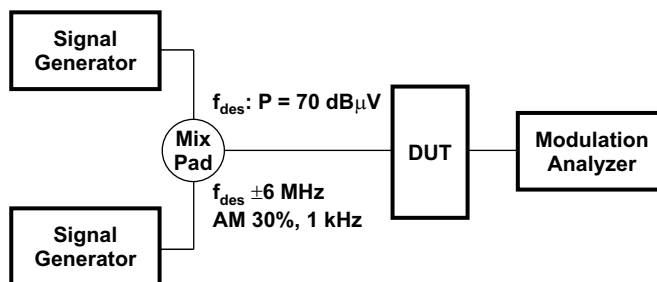 Signal
Generator
f_des: P = 70 dBμV
Mix
Pad
DUT
Modulation
Analyzer
f_des ±6 MHz
AM 30%, 1 kHz
Signal
Generator